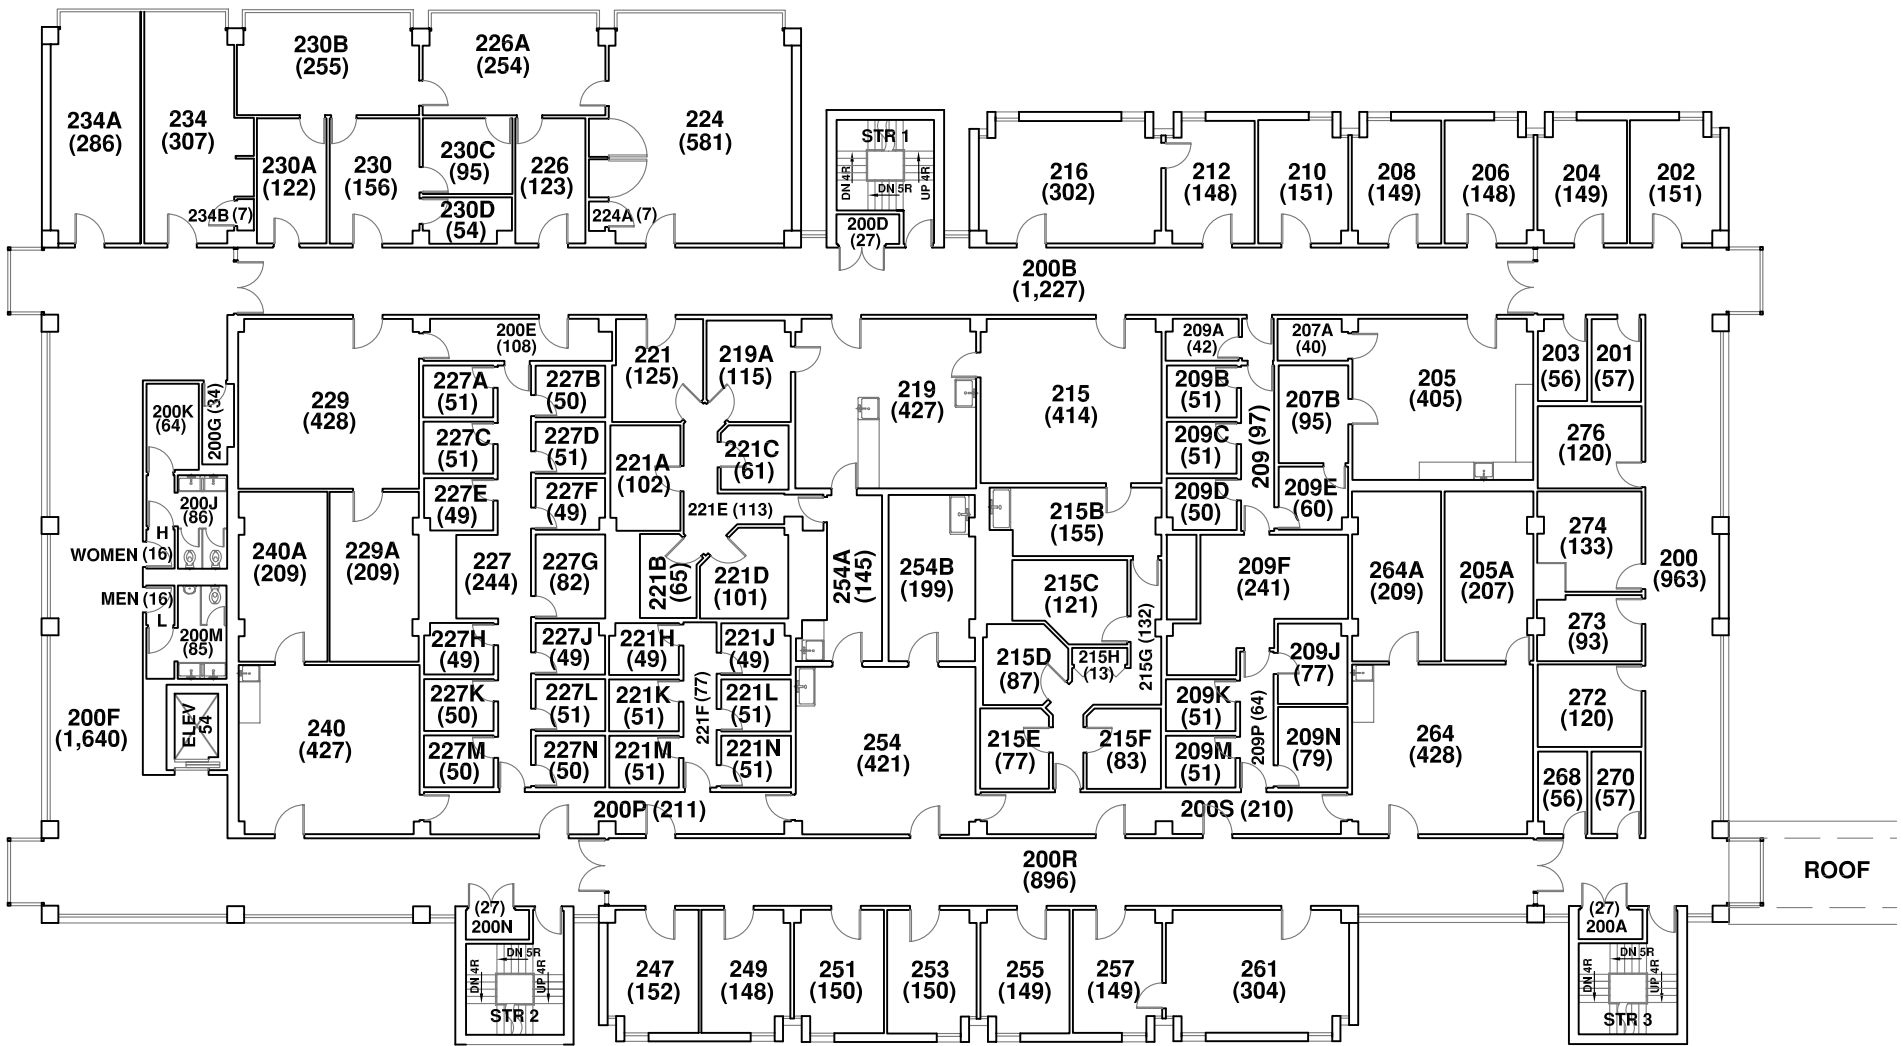 230B
(255)
226A
(254)
234A
(286)
234
(307)
224
(581)
230A
(122)
230
(156)
230C
(95)
226
(123)
230D
(54)
234B (7)
224A (7)
STR 1
DN 4R
DN 5R
UP 4R
200D
(27)
216
(302)
212
(148)
210
(151)
208
(149)
206
(148)
204
(149)
202
(151)
200B
(1,227)
200E
(108)
221
(125)
219A
(115)
209A
(42)
207A
(40)
203
(56)
201
(57)
229
(428)
227A
(51)
227B
(50)
219
(427)
215
(414)
209B
(51)
207B
(95)
205
(405)
200K
(64)
200G (34)
227C
(51)
227D
(51)
221A
(102)
221C
(61)
209C
(51)
209 (97)
276
(120)
227E
(49)
227F
(49)
221E (113)
215B
(155)
209D
(50)
209E
(60)
200J
(86)
H
WOMEN (16)
240A
(209)
229A
(209)
227
(244)
227G
(82)
221B
(65)
221D
(101)
254A
(145)
254B
(199)
215C
(121)
209F
(241)
264A
(209)
205A
(207)
274
(133)
200
(963)
MEN (16)
L
200M
(85)
227H
(49)
227J
(49)
221H
(49)
221J
(49)
215D
(87)
215H
(13)
215G (132)
209J
(77)
273
(93)
200F
(1,640)
ELEV
54
240
(427)
227K
(50)
227L
(51)
221K
(51)
221F (77)
221L
(51)
254
(421)
209K
(51)
209P (64)
264
(428)
272
(120)
227M
(50)
227N
(50)
221M
(51)
221N
(51)
215E
(77)
215F
(83)
209M
(51)
209N
(79)
268
(56)
270
(57)
200P (211)
200S (210)
200R
(896)
ROOF
(27)
200N
DN 5R
DN 4R
UP 4R
STR 2
247
(152)
249
(148)
251
(150)
253
(150)
255
(149)
257
(149)
261
(304)
(27)
200A
DN 5R
DN 4R
UP 4R
STR 3